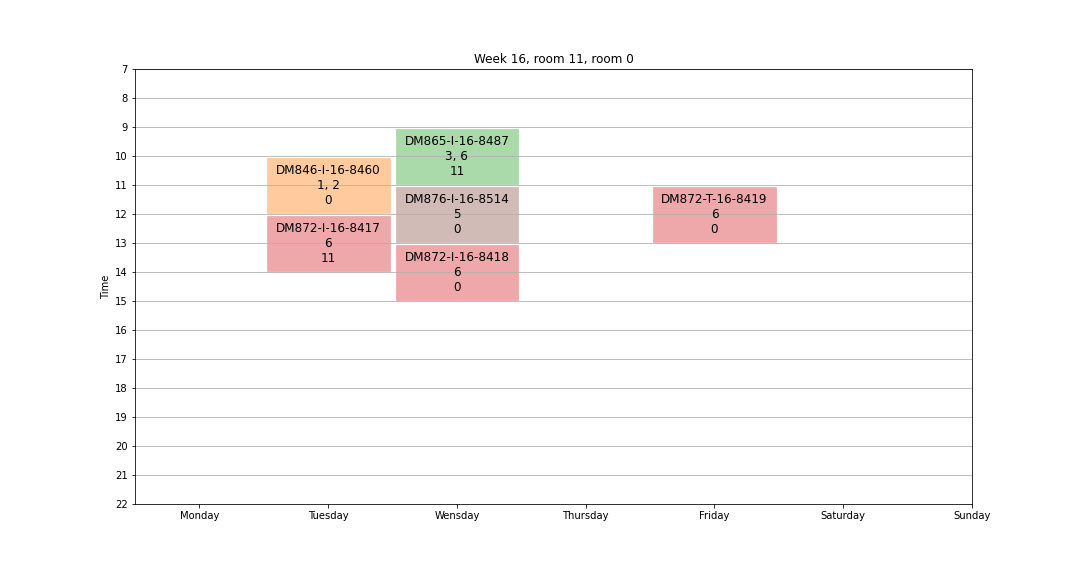 Week 16, room 11, room 0
Time
7
8
9
10
11
12
13
14
15
16
17
18
19
20
21
22
DM846-I-16-8460
1, 2
0
DM872-I-16-8417
6
11
DM865-I-16-8487
3, 6
11
DM876-I-16-8514
5
0
DM872-I-16-8418
6
0
DM872-T-16-8419
6
0
Monday
Tuesday
Wensday
Thursday
Friday
Saturday
Sunday